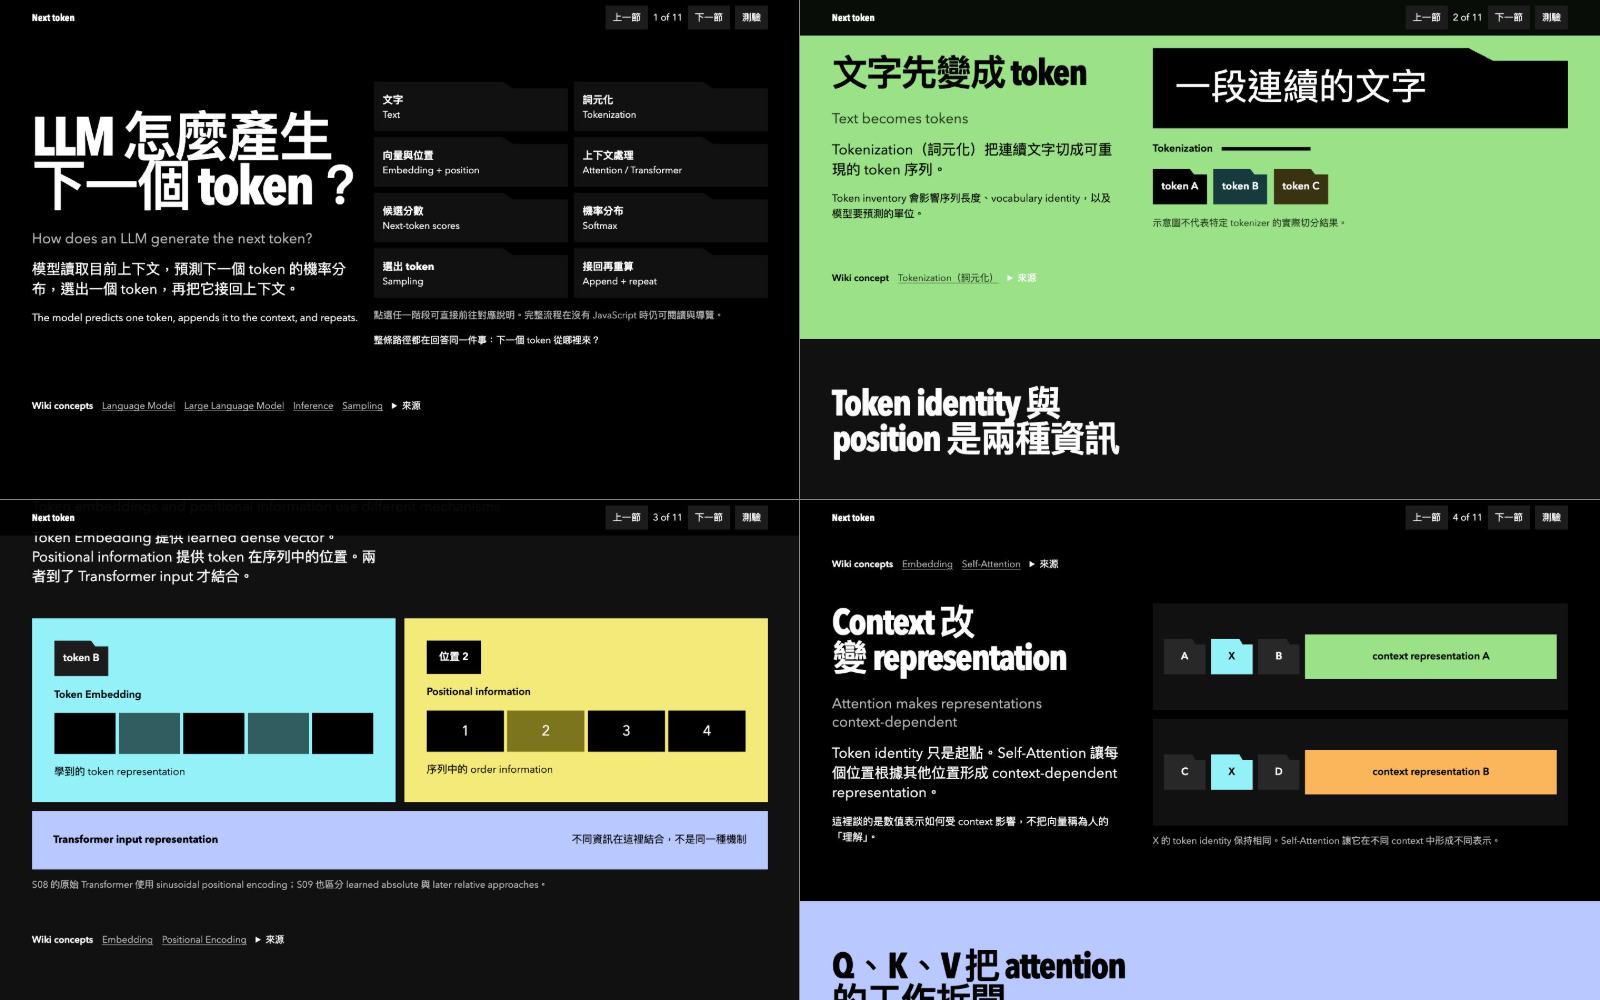 Next token
上一節
1 of 11
下一節
測驗
LLM 怎麼產生
下一個 token？
How does an LLM generate the next token?
模型讀取目前上下文，預測下一個 token 的機率分
布，選出一個 token，再把它接回上下文。
The model predicts one token, appends it to the context, and repeats.
文字
Text
詞元化
Tokenization
向量與位置
Embedding + position
上下文處理
Attention / Transformer
候選分數
Next-token scores
機率分布
Softmax
選出 token
Sampling
接回再重算
Append + repeat
點選任一階段可直接前往對應說明。完整流程在沒有 JavaScript 時仍可閱讀與導覽。
整條路徑都在回答同一件事：下一個 token 從哪裡來？
Wiki concepts Language Model Large Language Model Inference Sampling ▶ 來源
Next token
上一節
2 of 11
下一節
測驗
文字先變成 token
Text becomes tokens
Tokenization（詞元化）把連續文字切成可重
現的 token 序列。
Token inventory 會影響序列長度、vocabulary identity，以及
模型要預測的單位。
一段連續的文字
Tokenization
token A
token B
token C
示意圖不代表特定 tokenizer 的實際切分結果。
Wiki concept Tokenization（詞元化） ▶ 來源
Token identity 與
position 是兩種資訊
Token embeddings and positional information use different mechanisms
Next token
上一節
3 of 11
下一節
測驗
Token Embedding 提供 learned dense vector。
Positional information 提供 token 在序列中的位置。兩
者到了 Transformer input 才結合。
token B
Token Embedding
學到的 token representation
位置 2
Positional information
1
2
3
4
序列中的 order information
Transformer input representation
不同資訊在這裡結合，不是同一種機制
S08 的原始 Transformer 使用 sinusoidal positional encoding；S09 也區分 learned absolute 與 later relative approaches。
Wiki concepts Embedding Positional Encoding ▶ 來源
Next token
上一節
4 of 11
下一節
測驗
Wiki concepts Embedding Self-Attention ▶ 來源
Context 改
變 representation
Attention makes representations
context-dependent
Token identity 只是起點。Self-Attention 讓每
個位置根據其他位置形成 context-dependent
representation。
這裡談的是數值表示如何受 context 影響，不把向量稱為人的
「理解」。
A
X
B
context representation A
C
X
D
context representation B
X 的 token identity 保持相同。Self-Attention 讓它在不同 context 中形成不同表示。
Q、K、V 把 attention
的工作拆開